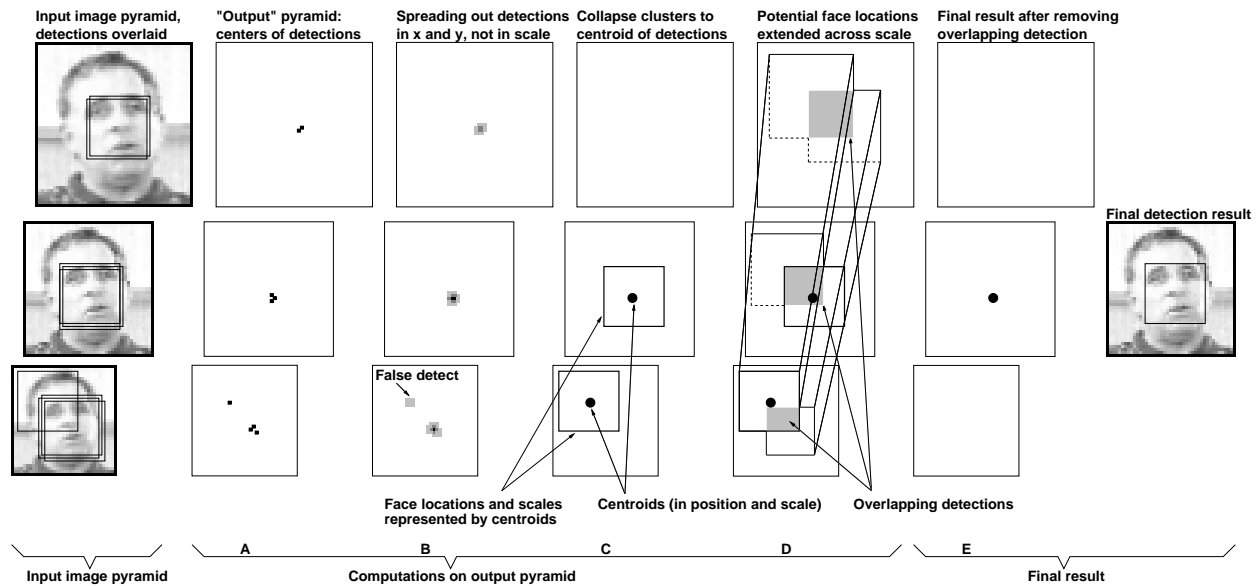 Input image pyramid,
detections overlaid
"Output" pyramid:
centers of detections
Spreading out detections
in x and y, not in scale
Collapse clusters to
centroid of detections
Potential face locations
extended across scale
Final result after removing
overlapping detection
Final detection result
False detect
Face locations and scales
represented by centroids
Centroids (in position and scale)
Overlapping detections
A
B
C
D
E
Input image pyramid
Computations on output pyramid
Final result